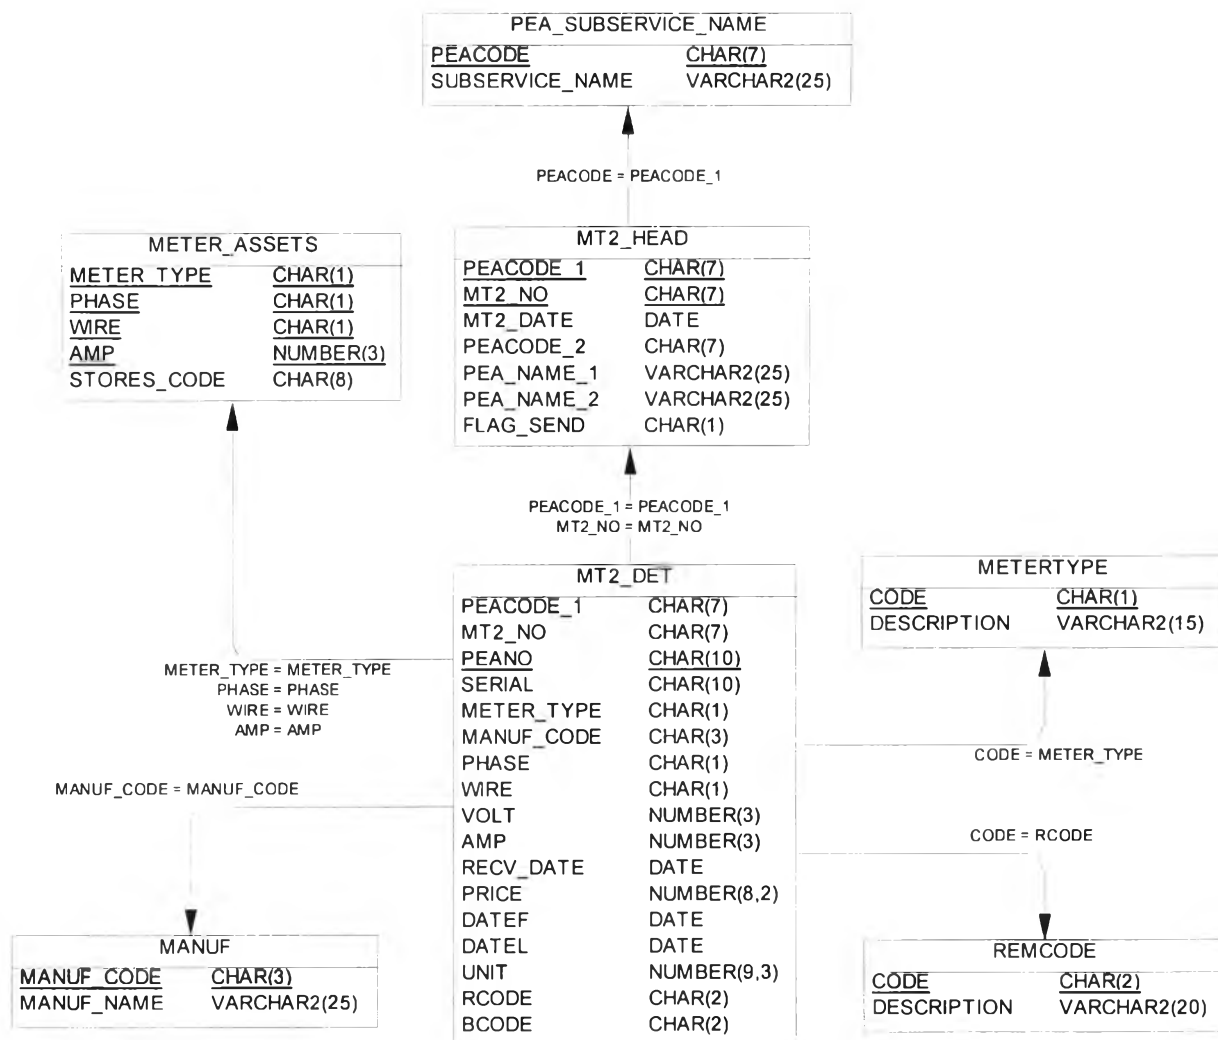 PEA_SUBSERVICE_NAME
PEACODE CHAR(7)
SUBSERVICE_NAME VARCHAR2(25)
PEACODE = PEACODE_1
METER_ASSETS
METER_TYPE CHAR(1)
PHASE CHAR(1)
WIRE CHAR(1)
AMP NUMBER(3)
STORES_CODE CHAR(8)
MT2_HEAD
PEACODE_1 CHAR(7)
MT2_NO CHAR(7)
MT2_DATE DATE
PEACODE_2 CHAR(7)
PEA_NAME_1 VARCHAR2(25)
PEA_NAME_2 VARCHAR2(25)
FLAG_SEND CHAR(1)
PEACODE_1 = PEACODE_1
MT2_NO = MT2_NO
METER_TYPE = METER_TYPE
PHASE = PHASE
WIRE = WIRE
AMP = AMP
MANUF_CODE = MANUF_CODE
MT2_DET
PEACODE_1 CHAR(7)
MT2_NO CHAR(7)
PEANO CHAR(10)
SERIAL CHAR(10)
METER_TYPE CHAR(1)
MANUF_CODE CHAR(3)
PHASE CHAR(1)
WIRE CHAR(1)
VOLT NUMBER(3)
AMP NUMBER(3)
RECV_DATE DATE
PRICE NUMBER(8,2)
DATEF DATE
DATEL DATE
UNIT NUMBER(9,3)
RCODE CHAR(2)
BCODE CHAR(2)
METERTYPE
CODE CHAR(1)
DESCRIPTION VARCHAR2(15)
CODE = METER_TYPE
CODE = RCODE
MANUF
MANUF_CODE CHAR(3)
MANUF_NAME VARCHAR2(25)
REMCODE
CODE CHAR(2)
DESCRIPTION VARCHAR2(20)